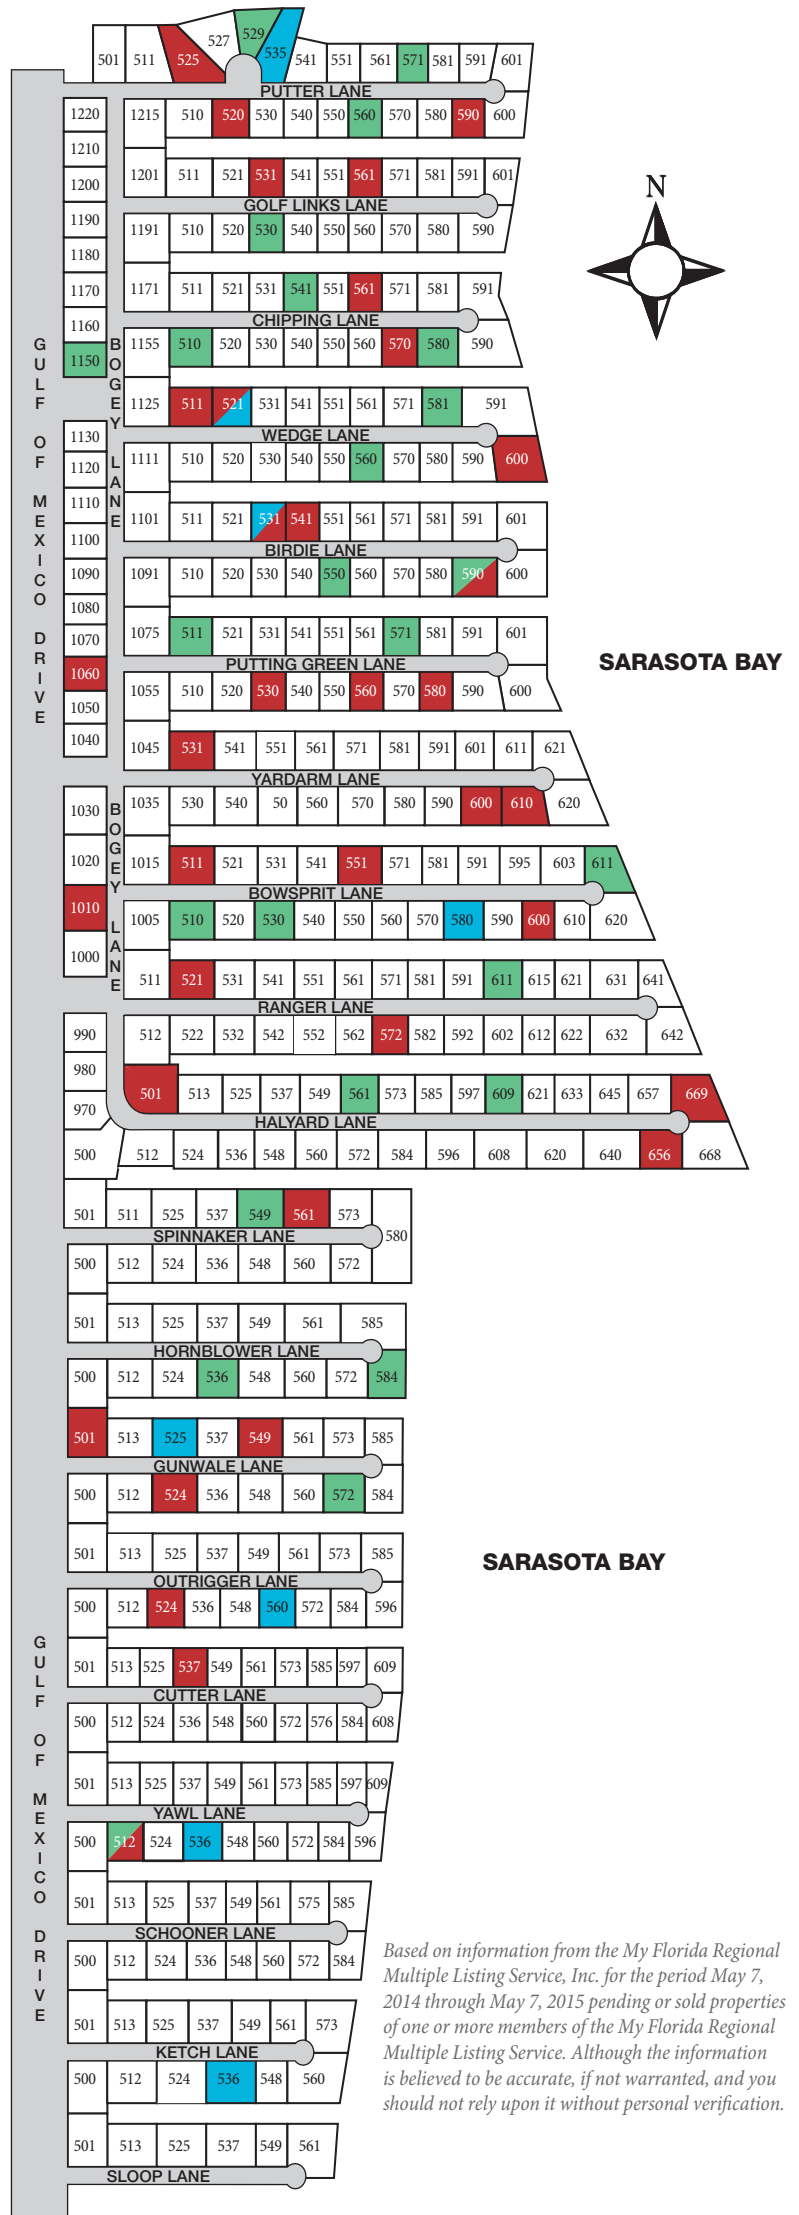 501 511 525 527 529 535 541 551 561 571 581 591 601
PUTTER LANE
1220 1215 510 520 530 540 550 560 570 580 590 600
1210
1200 1201 511 521 531 541 551 561 571 581 591 601
GOLF LINKS LANE
1190 1191 510 520 530 540 550 560 570 580 590
1180
1170 1171 511 521 531 541 551 561 571 581 591
CHIPPING LANE
1160
1150 1155 510 520 530 540 550 560 570 580 590
1125 511 521 531 541 551 561 571 581 591
WEDGE LANE
1130
1120 1111 510 520 530 540 550 560 570 580 590 600
1110
1100 1101 511 521 531 541 551 561 571 581 591 601
BIRDIE LANE
1090 1091 510 520 530 540 550 560 570 580 590 600
1080
1070 1075 511 521 531 541 551 561 571 581 591 601
PUTTING GREEN LANE
1060
1050 1055 510 520 530 540 550 560 570 580 590 600
1040 1045 531 541 551 561 571 581 591 601 611 621
YARDARM LANE
1030 1035 530 540 50 560 570 580 590 600 610 620
1020 1015 511 521 531 541 551 571 581 591 595 603 611
BOWSPRIT LANE
1010 1005 510 520 530 540 550 560 570 580 590 600 610 620
1000 511 521 531 541 551 561 571 581 591 611 615 621 631 641
RANGER LANE
990 512 522 532 542 552 562 572 582 592 602 612 622 632 642
980
970 501 513 525 537 549 561 573 585 597 609 621 633 645 657 669
HALYARD LANE
500 512 524 536 548 560 572 584 596 608 620 640 656 668
501 511 525 537 549 561 573 580
SPINNAKER LANE
500 512 524 536 548 560 572
501 513 525 537 549 561 585
HORNBLOWER LANE
500 512 524 536 548 560 572 584
501 513 525 537 549 561 573 585
GUNWALE LANE
500 512 524 536 548 560 572 584
501 513 525 537 549 561 573 585
OUTRIGGER LANE
500 512 524 536 548 560 572 584 596
501 513 525 537 549 561 573 585 597 609
CUTTER LANE
500 512 524 536 548 560 572 576 584 608
501 513 525 537 549 561 573 585 597 609
YAWL LANE
500 512 524 536 548 560 572 584 596
501 513 525 537 549 561 575 585
SCHOONER LANE
500 512 524 536 548 560 572 584
501 513 525 537 549 561 573
KETCH LANE
500 512 524 536 548 560
501 513 525 537 549 561
SLOOP LANE
GULF OF MEXICO DRIVE
GULF OF MEXICO DRIVE
BOGEY LANE
BOGEY LANE
N
SARASOTA BAY
SARASOTA BAY
Based on information from the My Florida Regional
Multiple Listing Service, Inc. for the period May 7,
2014 through May 7, 2015 pending or sold properties
of one or more members of the My Florida Regional
Multiple Listing Service. Although the information
is believed to be accurate, if not warranted, and you
should not rely upon it without personal verification.